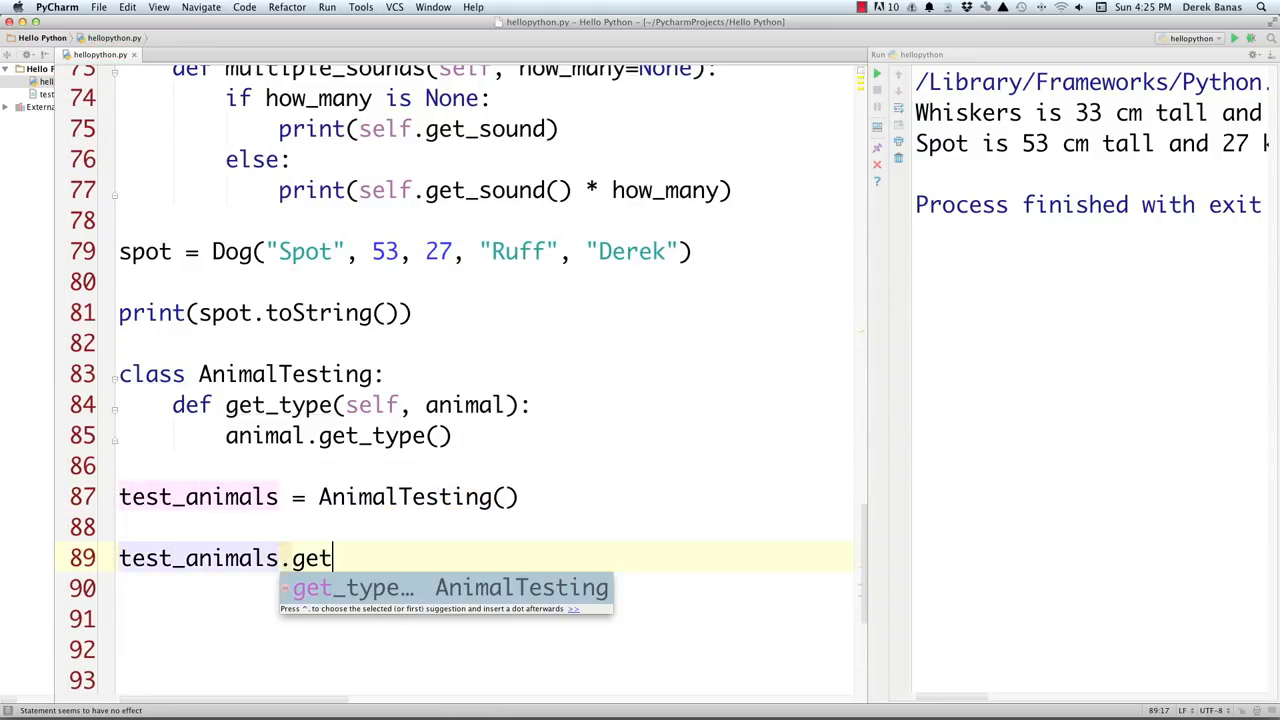 PyCharm File Edit View Navigate Code Refactor Run Tools VCS Window Help 10 Sun 4:25 PM Derek Banas
hellopython.py – Hello Python – [~/PycharmProjects/Hello Python]
Hello Python hellopython.py hellopython
hellopython.py Run hellopython
Hello P
hell
test
Externa
73 def multiple_sounds(self, how_many=None):
74 if how_many is None:
75 print(self.get_sound)
76 else:
77 print(self.get_sound() * how_many)
78
79 spot = Dog("Spot", 53, 27, "Ruff", "Derek")
80
81 print(spot.toString())
82
83 class AnimalTesting:
84 def get_type(self, animal):
85 animal.get_type()
86
87 test_animals = AnimalTesting()
88
89 test_animals.get
90 get_type… AnimalTesting
Press ^. to choose the selected (or first) suggestion and insert a dot afterwards >>
91
92
93
/Library/Frameworks/Python.
Whiskers is 33 cm tall and
Spot is 53 cm tall and 27 k
Process finished with exit
Statement seems to have no effect 89:17 LF UTF-8